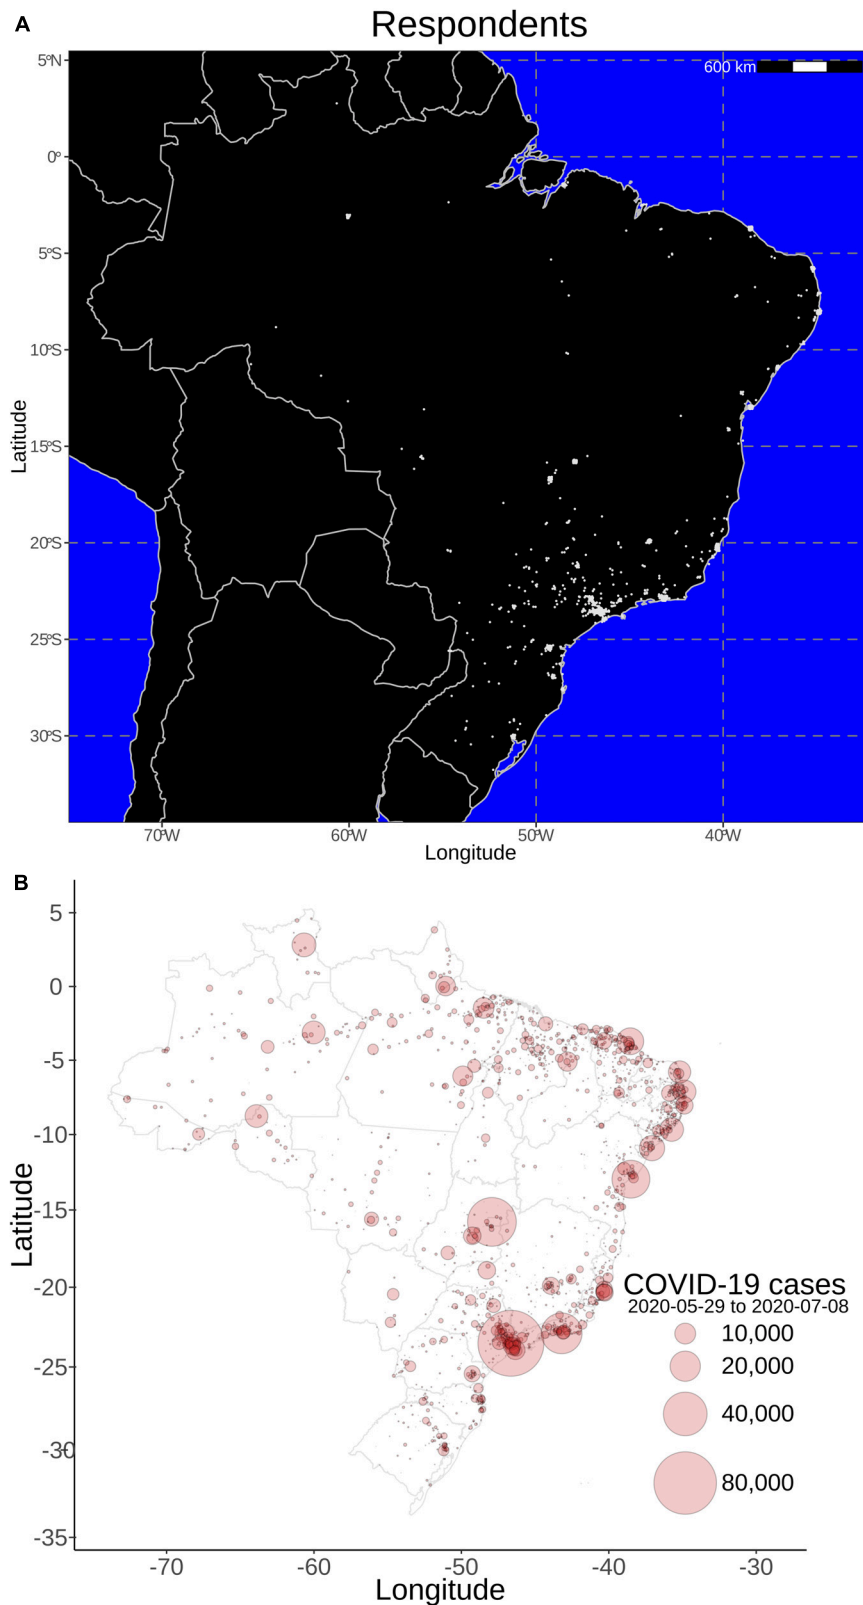 A
Respondents
600 km
5°N
0°
5°S
10°S
15°S
20°S
25°S
30°S
Latitude
70°W
60°W
50°W
40°W
Longitude
B
5
0
-5
-10
-15
-20
-25
-30
-35
Latitude
COVID-19 cases
2020-05-29 to 2020-07-08
10,000
20,000
40,000
80,000
-70
-60
-50
-40
-30
Longitude